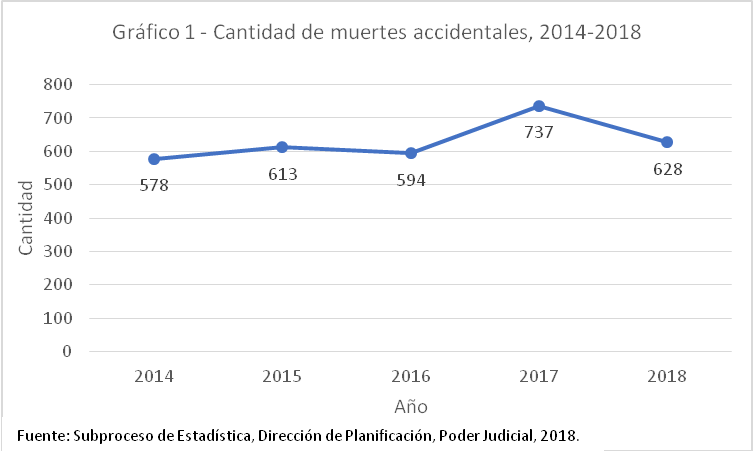 Gráfico 1 - Cantidad de muertes accidentales, 2014-2018
800
700
600
500
400
300
200
100
0
Cantidad
578
613
594
737
628
2014 2015 2016 2017 2018
Año
Fuente: Subproceso de Estadística, Dirección de Planificación, Poder Judicial, 2018.